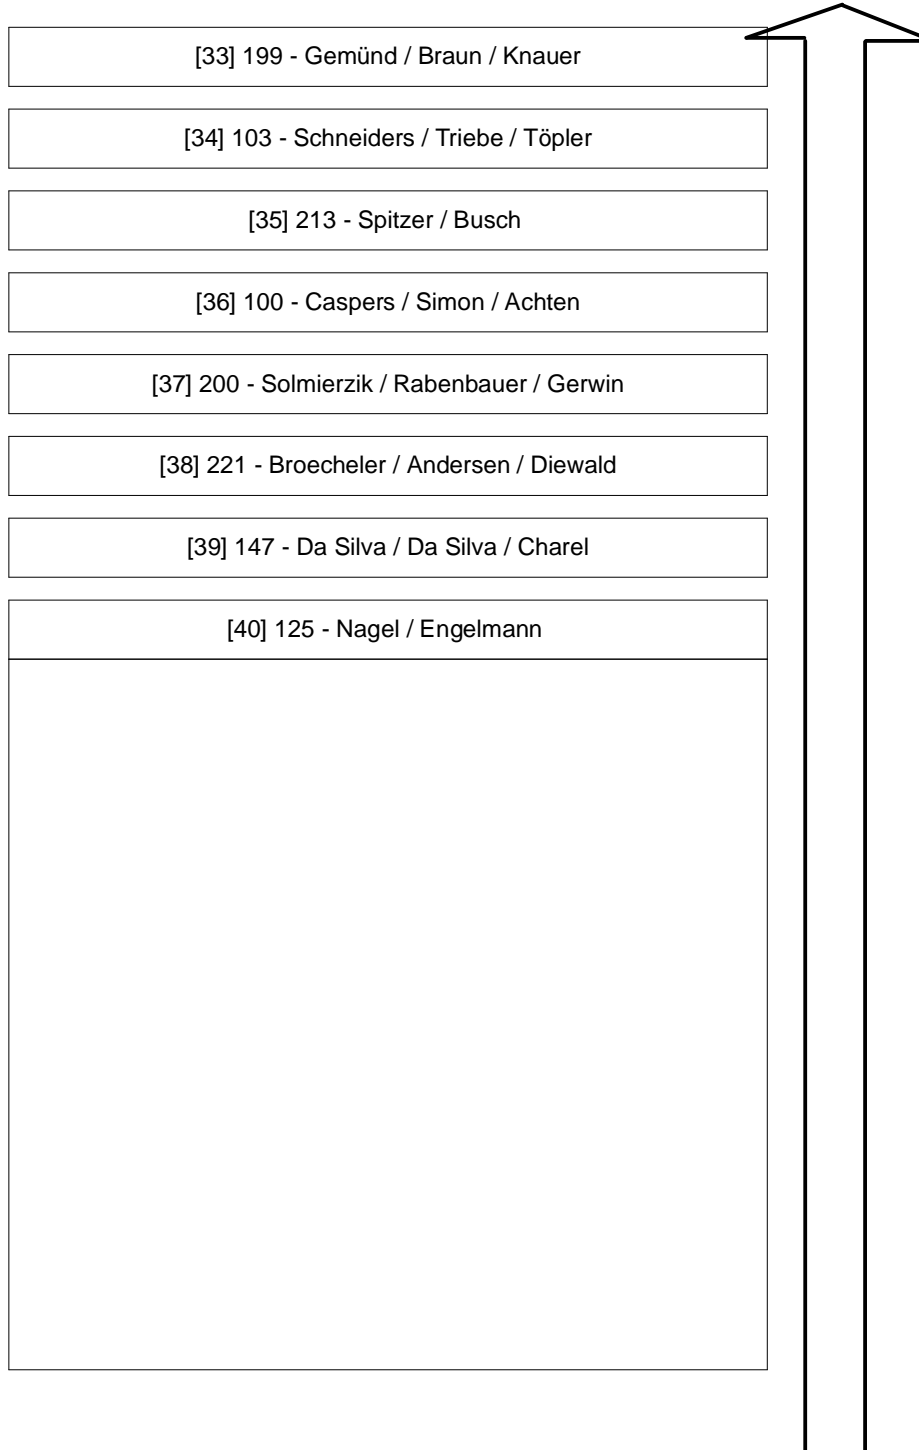 [33] 199 - Gemünd / Braun / Knauer
[34] 103 - Schneiders / Triebe / Töpler
[35] 213 - Spitzer / Busch
[36] 100 - Caspers / Simon / Achten
[37] 200 - Solmierzik / Rabenbauer / Gerwin
[38] 221 - Broecheler / Andersen / Diewald
[39] 147 - Da Silva / Da Silva / Charel
[40] 125 - Nagel / Engelmann